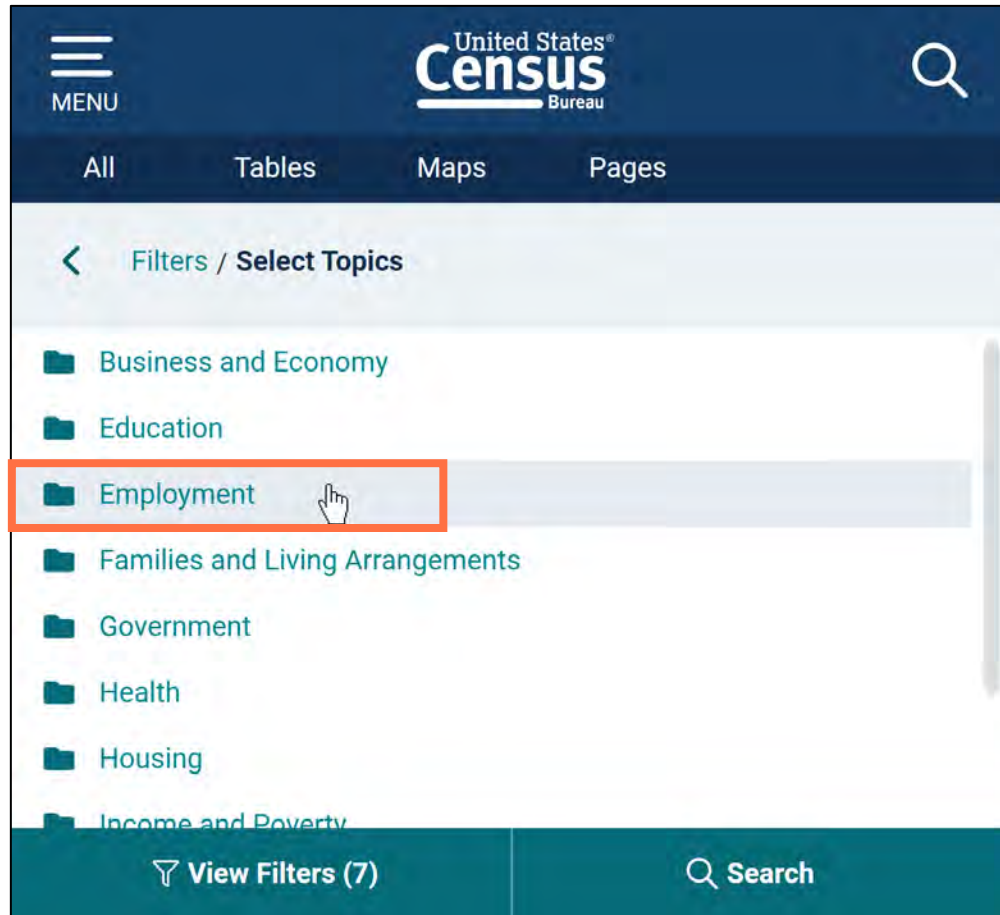 MENU
United States®
Census
Bureau
All Tables Maps Pages
Filters / Select Topics
Business and Economy
Education
Employment
Families and Living Arrangements
Government
Health
Housing
Income and Poverty
View Filters (7) Search